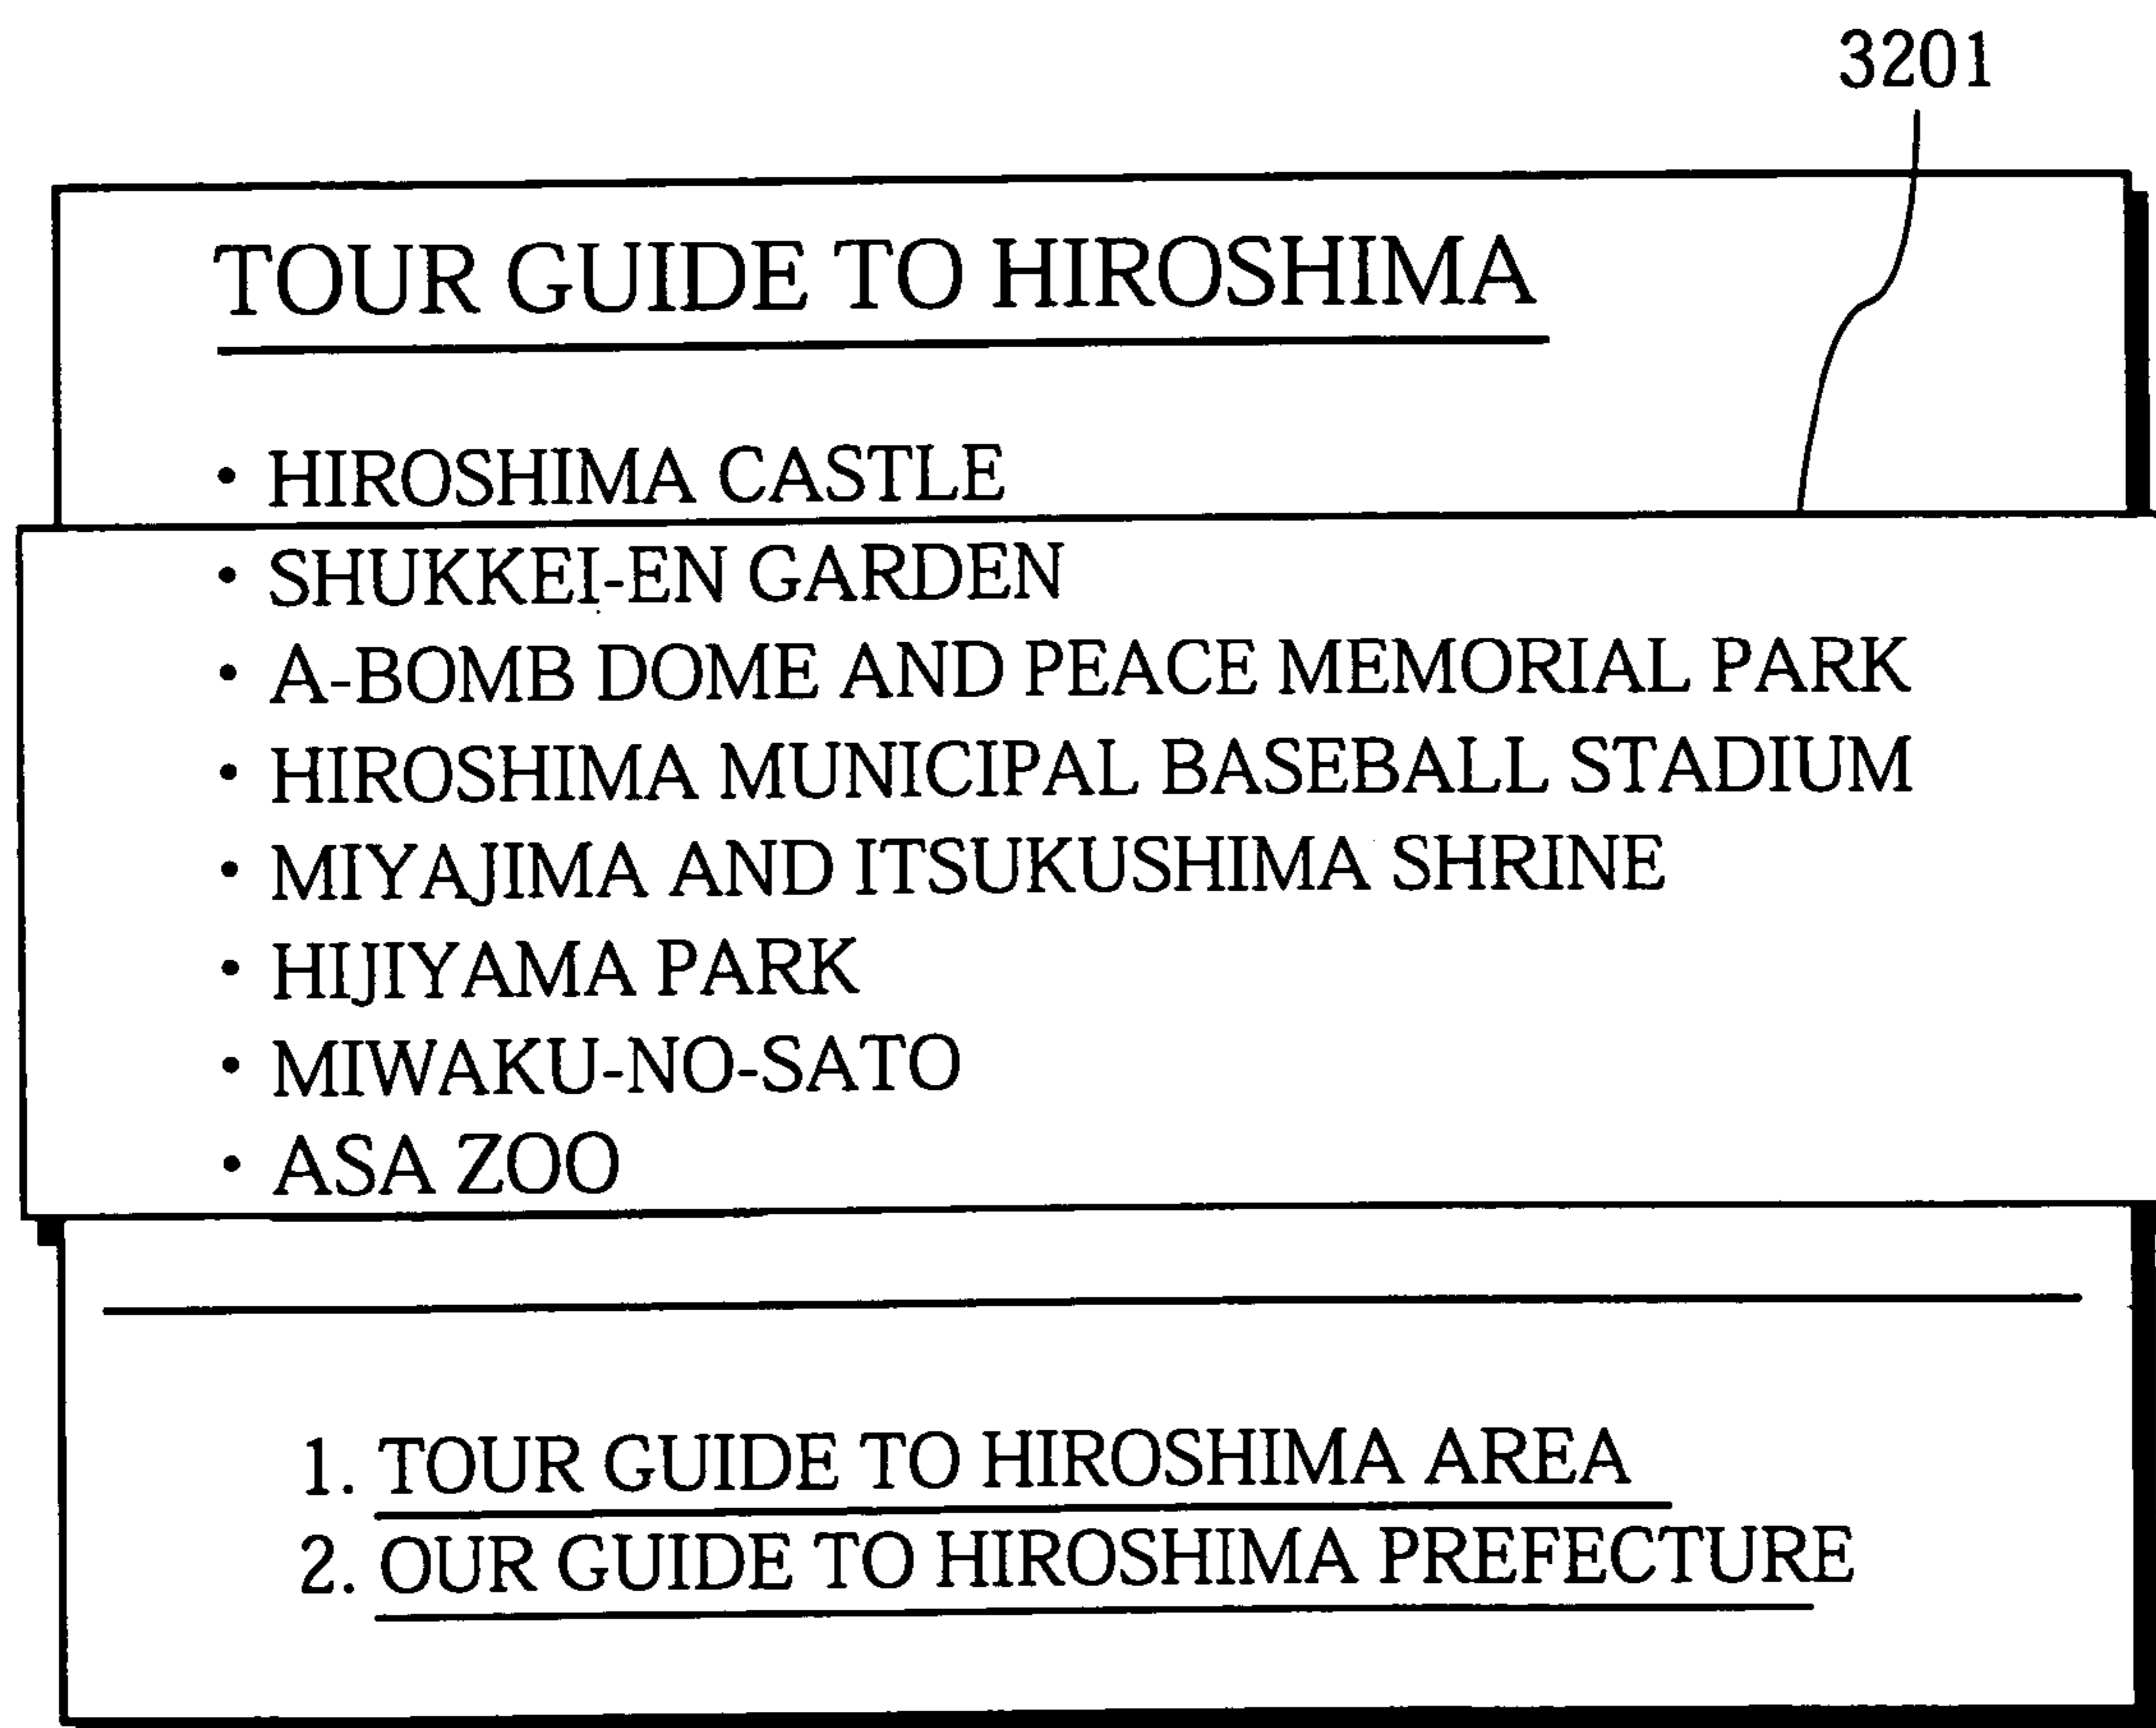 3201
TOUR GUIDE TO HIROSHIMA
• HIROSHIMA CASTLE
• SHUKKEI-EN GARDEN
• A-BOMB DOME AND PEACE MEMORIAL PARK
• HIROSHIMA MUNICIPAL BASEBALL STADIUM
• MIYAJIMA AND ITSUKUSHIMA SHRINE
• HIJIYAMA PARK
• MIWAKU-NO-SATO
• ASA ZOO
1. TOUR GUIDE TO HIROSHIMA AREA
2. OUR GUIDE TO HIROSHIMA PREFECTURE